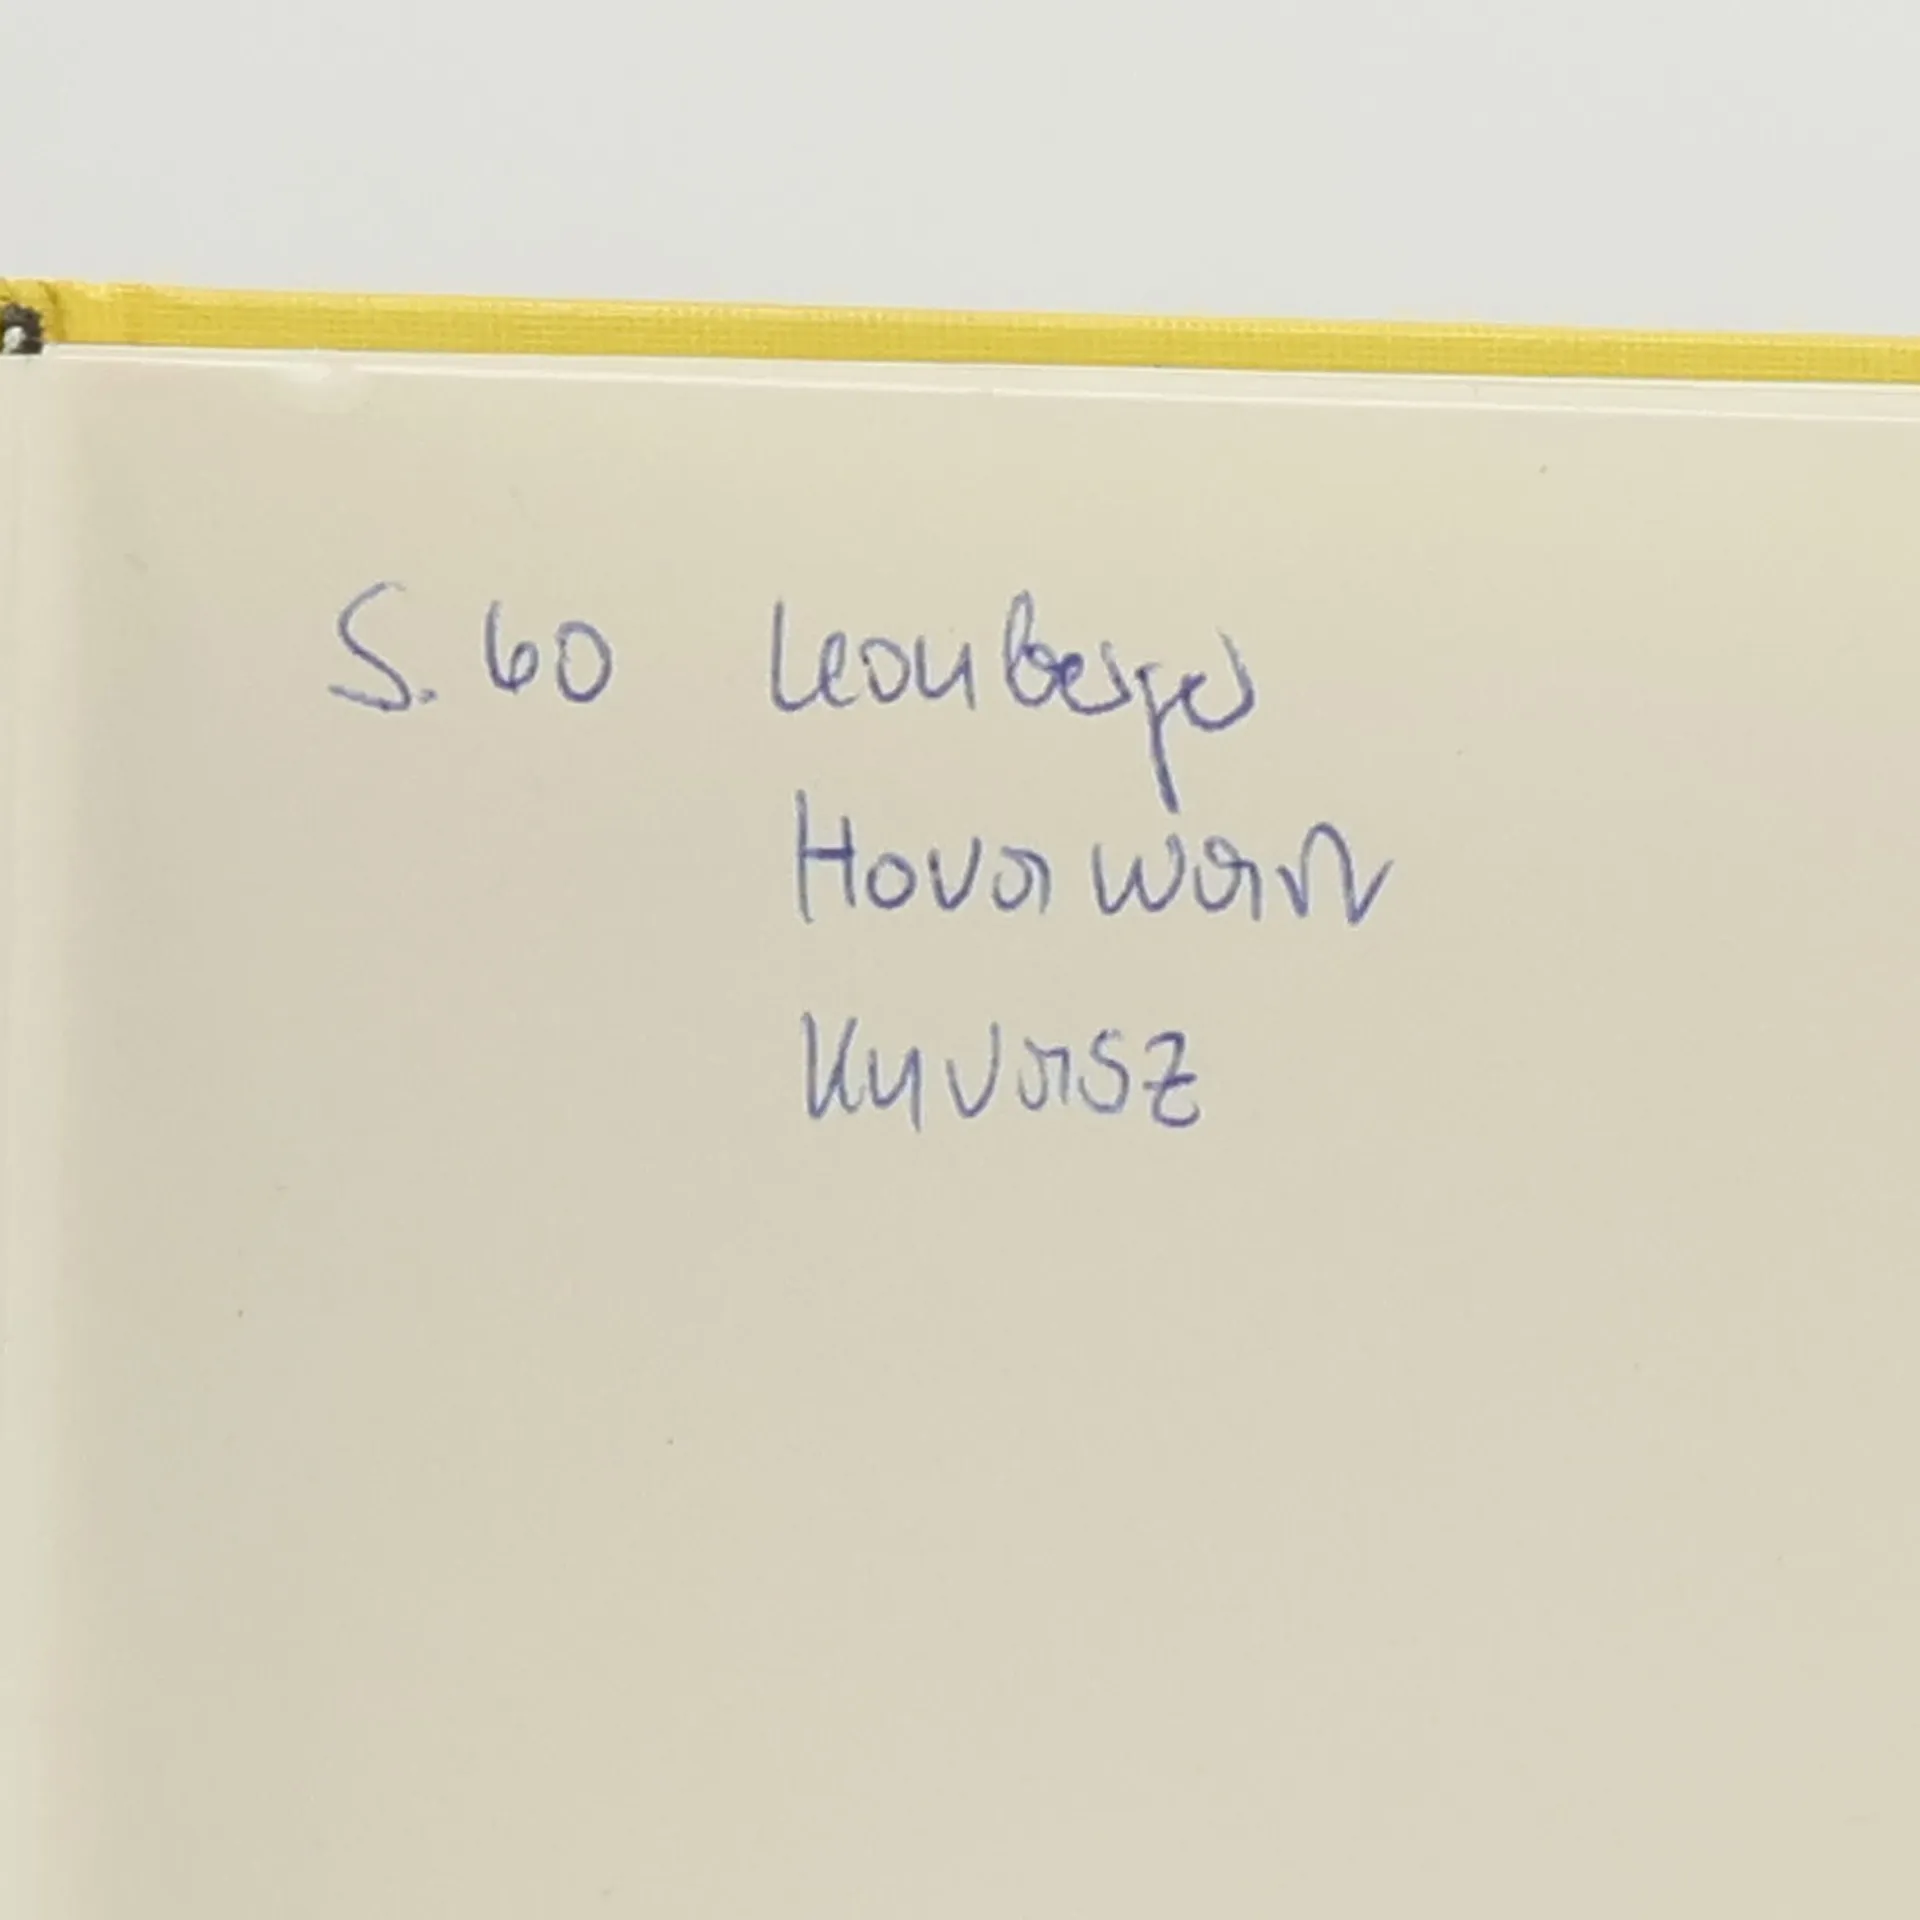 S. 60 Leonberger
Hovawart
Kuvasz